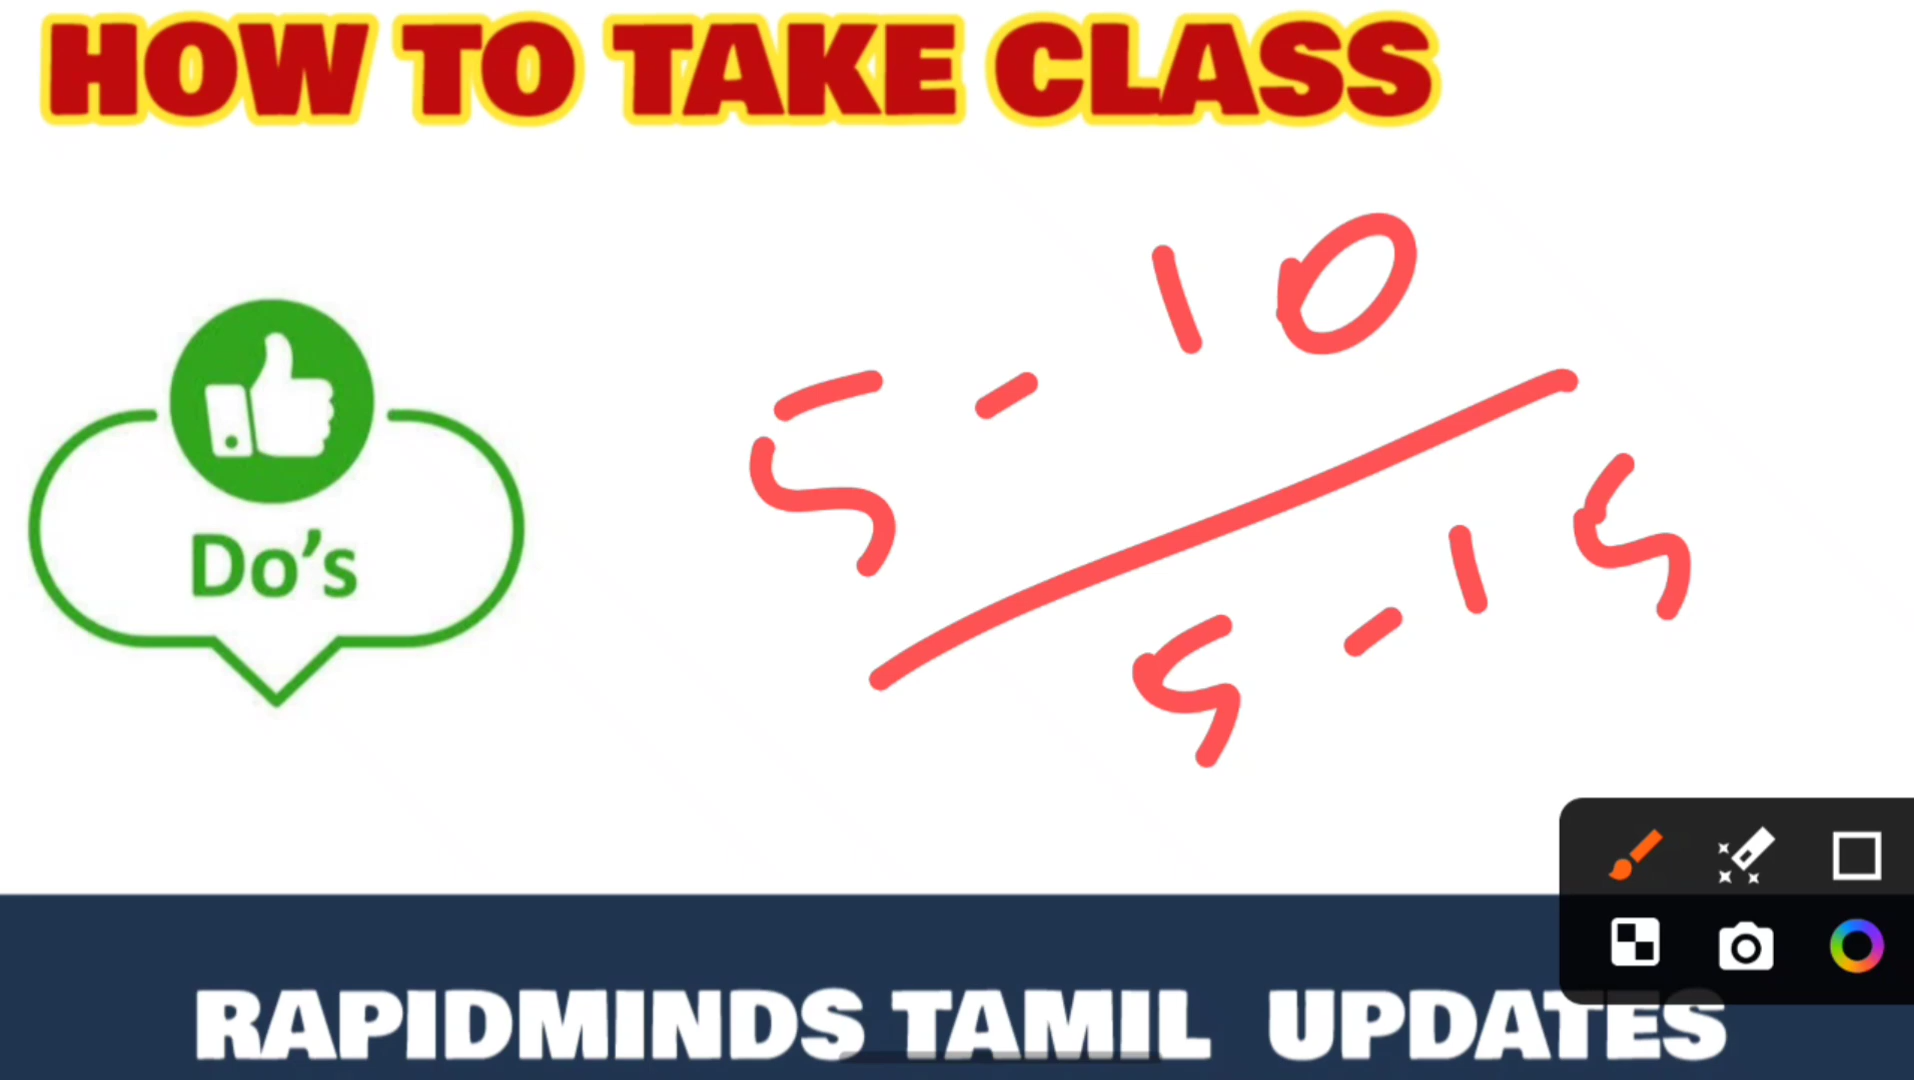 HOW TO TAKE CLASS
5 - 10
5 - 15
Do's
RAPIDMINDS TAMIL UPDATES